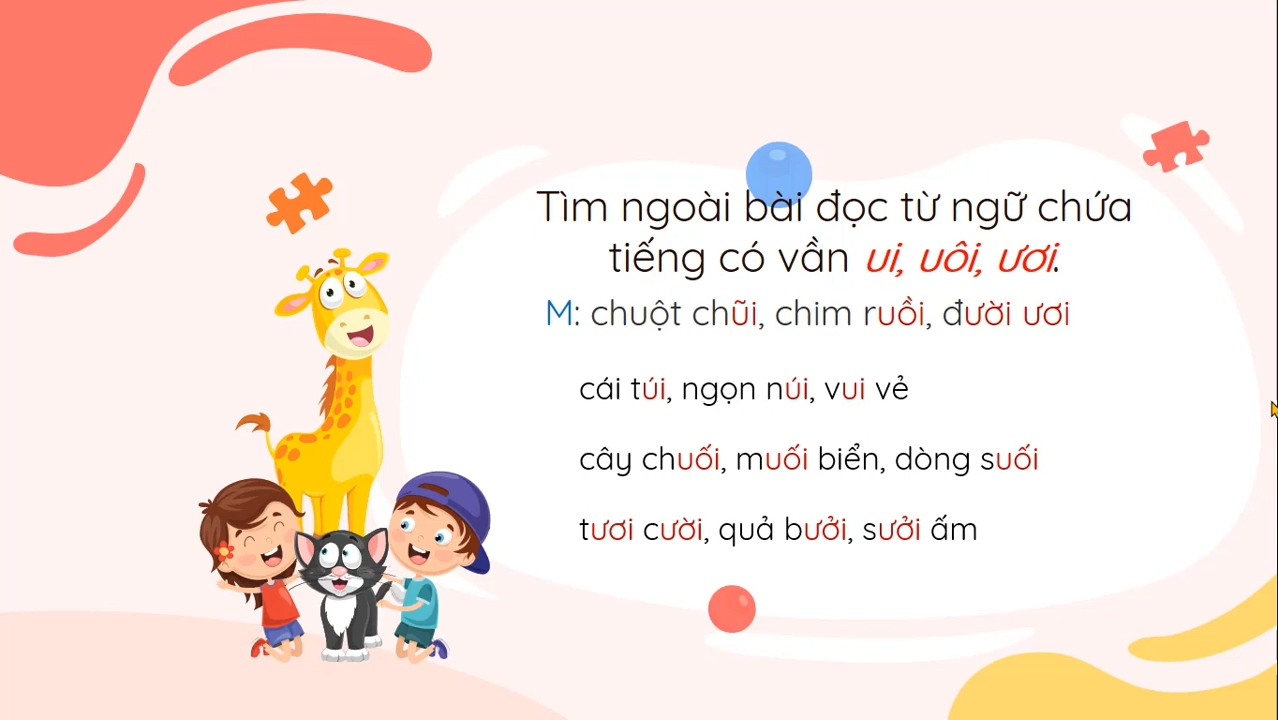 Tìm ngoài bài đọc từ ngữ chứa
tiếng có vần ui, uôi, ươi.
M: chuột chũi, chim ruồi, đười ươi
cái túi, ngọn núi, vui vẻ
cây chuối, muối biển, dòng suối
tươi cười, quả bưởi, sưởi ấm